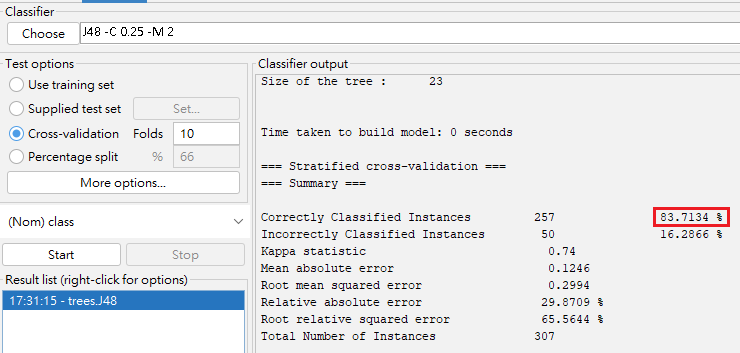 Classifier
Choose J48 -C 0.25 -M 2
Test options
Use training set
Supplied test set Set...
Cross-validation Folds 10
Percentage split % 66
More options...
(Nom) class
Start Stop
Result list (right-click for options)
17:31:15 - trees.J48
Classifier output
Size of the tree : 23
Time taken to build model: 0 seconds
=== Stratified cross-validation ===
=== Summary ===
Correctly Classified Instances 257 83.7134 %
Incorrectly Classified Instances 50 16.2866 %
Kappa statistic 0.74
Mean absolute error 0.1246
Root mean squared error 0.2994
Relative absolute error 29.8709 %
Root relative squared error 65.5644 %
Total Number of Instances 307